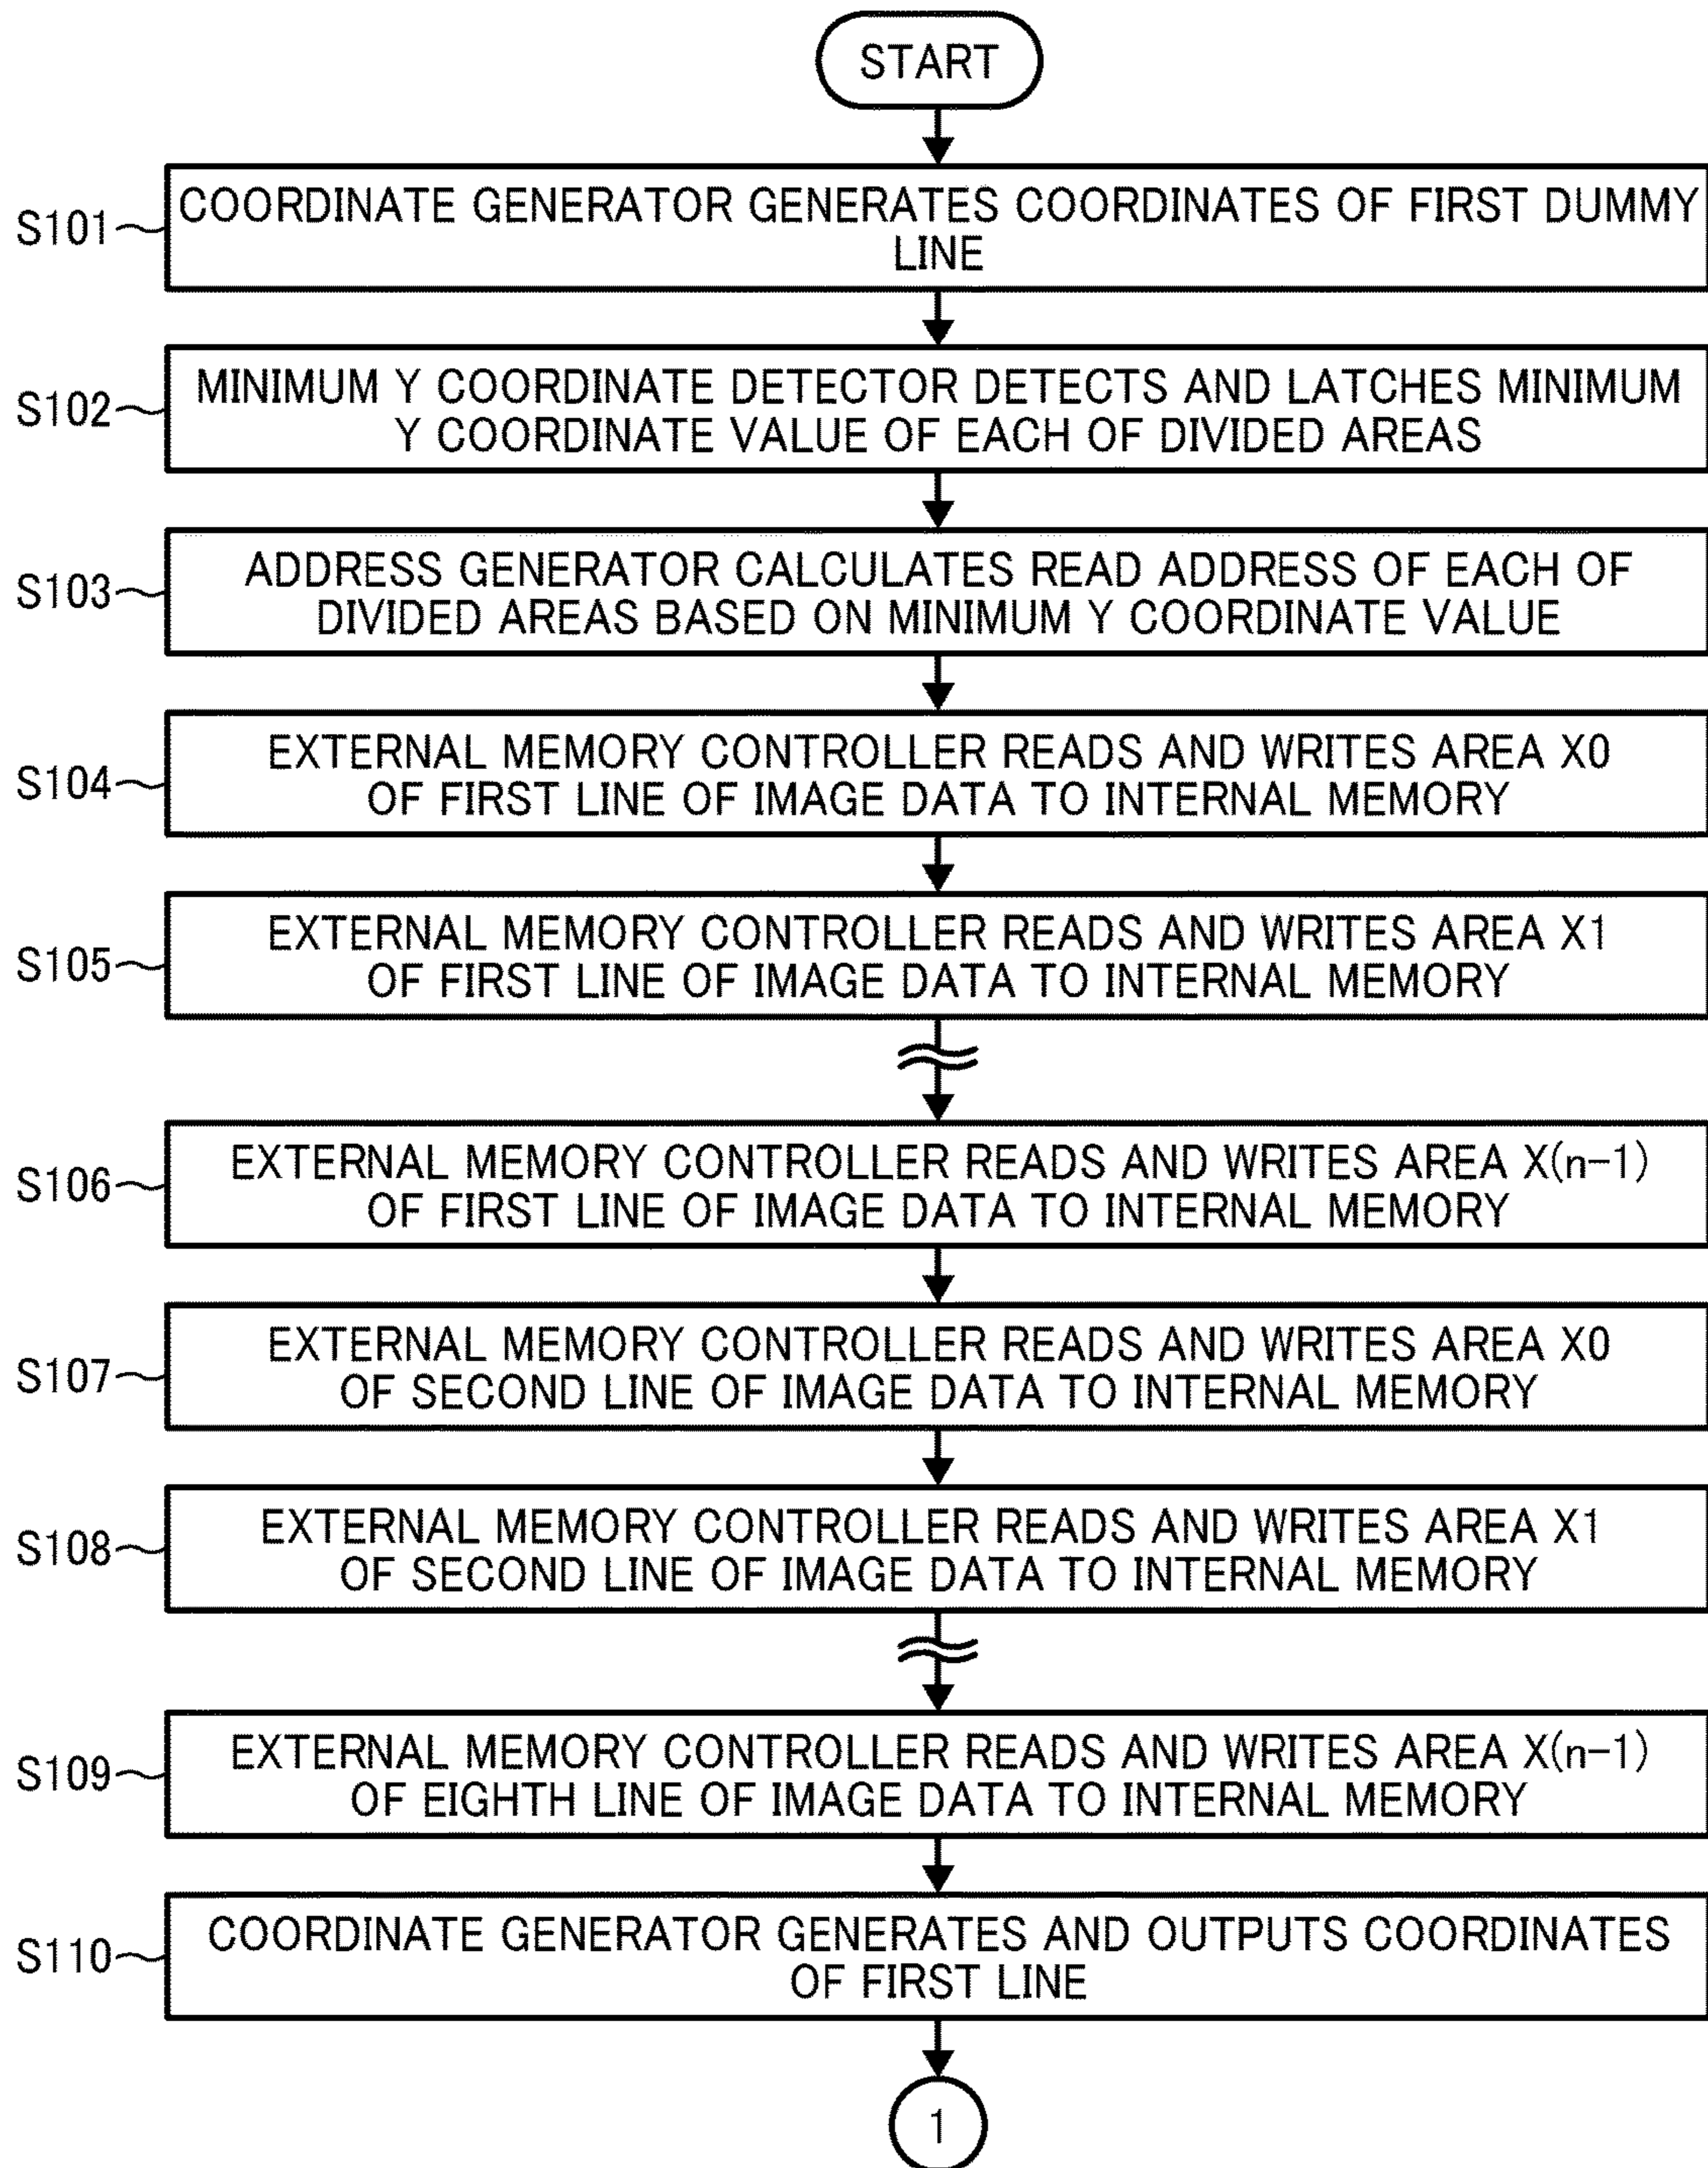 START
S101
COORDINATE GENERATOR GENERATES COORDINATES OF FIRST DUMMY
LINE
S102
MINIMUM Y COORDINATE DETECTOR DETECTS AND LATCHES MINIMUM
Y COORDINATE VALUE OF EACH OF DIVIDED AREAS
S103
ADDRESS GENERATOR CALCULATES READ ADDRESS OF EACH OF
DIVIDED AREAS BASED ON MINIMUM Y COORDINATE VALUE
S104
EXTERNAL MEMORY CONTROLLER READS AND WRITES AREA X0
OF FIRST LINE OF IMAGE DATA TO INTERNAL MEMORY
S105
EXTERNAL MEMORY CONTROLLER READS AND WRITES AREA X1
OF FIRST LINE OF IMAGE DATA TO INTERNAL MEMORY
S106
EXTERNAL MEMORY CONTROLLER READS AND WRITES AREA X(n-1)
OF FIRST LINE OF IMAGE DATA TO INTERNAL MEMORY
S107
EXTERNAL MEMORY CONTROLLER READS AND WRITES AREA X0
OF SECOND LINE OF IMAGE DATA TO INTERNAL MEMORY
S108
EXTERNAL MEMORY CONTROLLER READS AND WRITES AREA X1
OF SECOND LINE OF IMAGE DATA TO INTERNAL MEMORY
S109
EXTERNAL MEMORY CONTROLLER READS AND WRITES AREA X(n-1)
OF EIGHTH LINE OF IMAGE DATA TO INTERNAL MEMORY
S110
COORDINATE GENERATOR GENERATES AND OUTPUTS COORDINATES
OF FIRST LINE
1